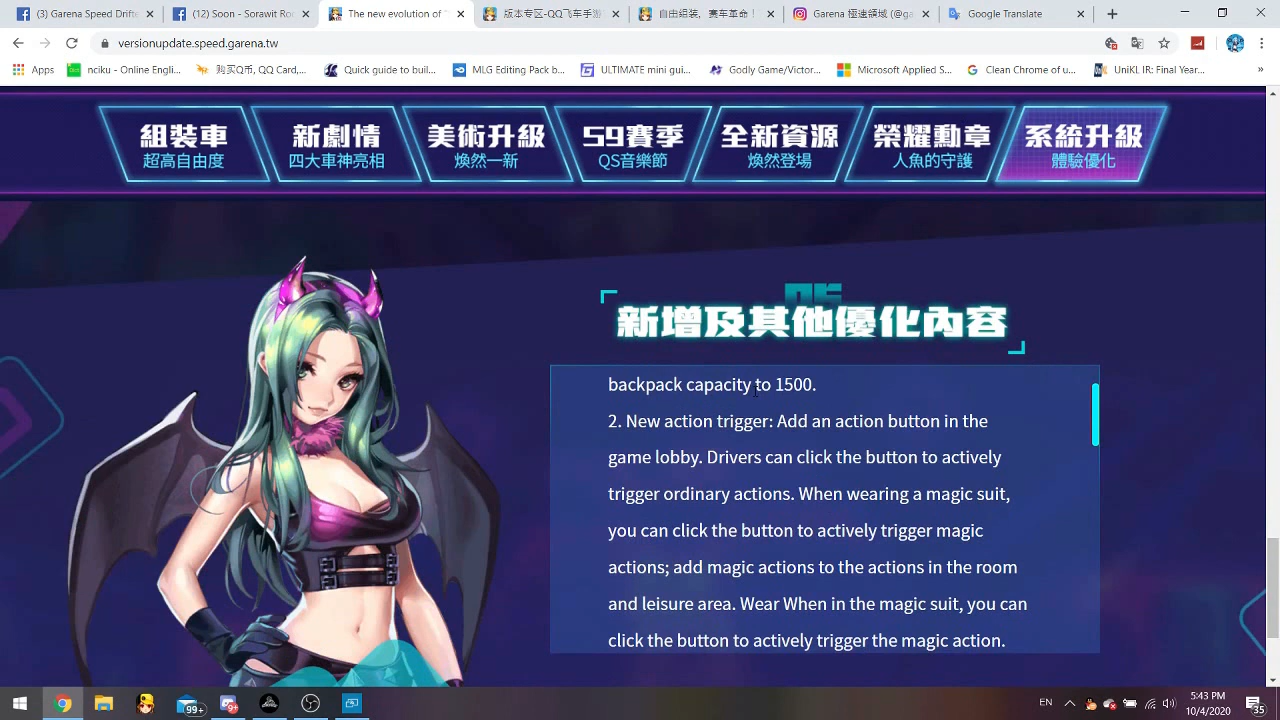 (3) Garena Speed Drifte
(12) Soon - Garena Ro
The new evolution of "
版本专区-QQ飞车手游
自由组装，赛车革命！
Garena 極速領域 (@ga
Google Translate
versionupdate.speed.garena.tw
Apps
nciku - Online Engli...
购买Q币, QQ Card,...
Quick guide to buil...
MLG Editing Pack b...
ULTIMATE mini gui...
Godly Game/Victor...
Microsoft Applied S...
Clean Chrome of u...
UniKL IR: Final Year...
»
組裝車
超高自由度
新劇情
四大車神亮相
美術升級
煥然一新
S9賽季
QS音樂節
全新資源
煥然登場
榮耀勳章
人魚的守護
系統升級
體驗優化
新增及其他優化內容
backpack capacity to 1500.
2. New action trigger: Add an action button in the
game lobby. Drivers can click the button to actively
trigger ordinary actions. When wearing a magic suit,
you can click the button to actively trigger magic
actions; add magic actions to the actions in the room
and leisure area. Wear When in the magic suit, you can
click the button to actively trigger the magic action.
99+
EN
5:43 PM
10/4/2020
35